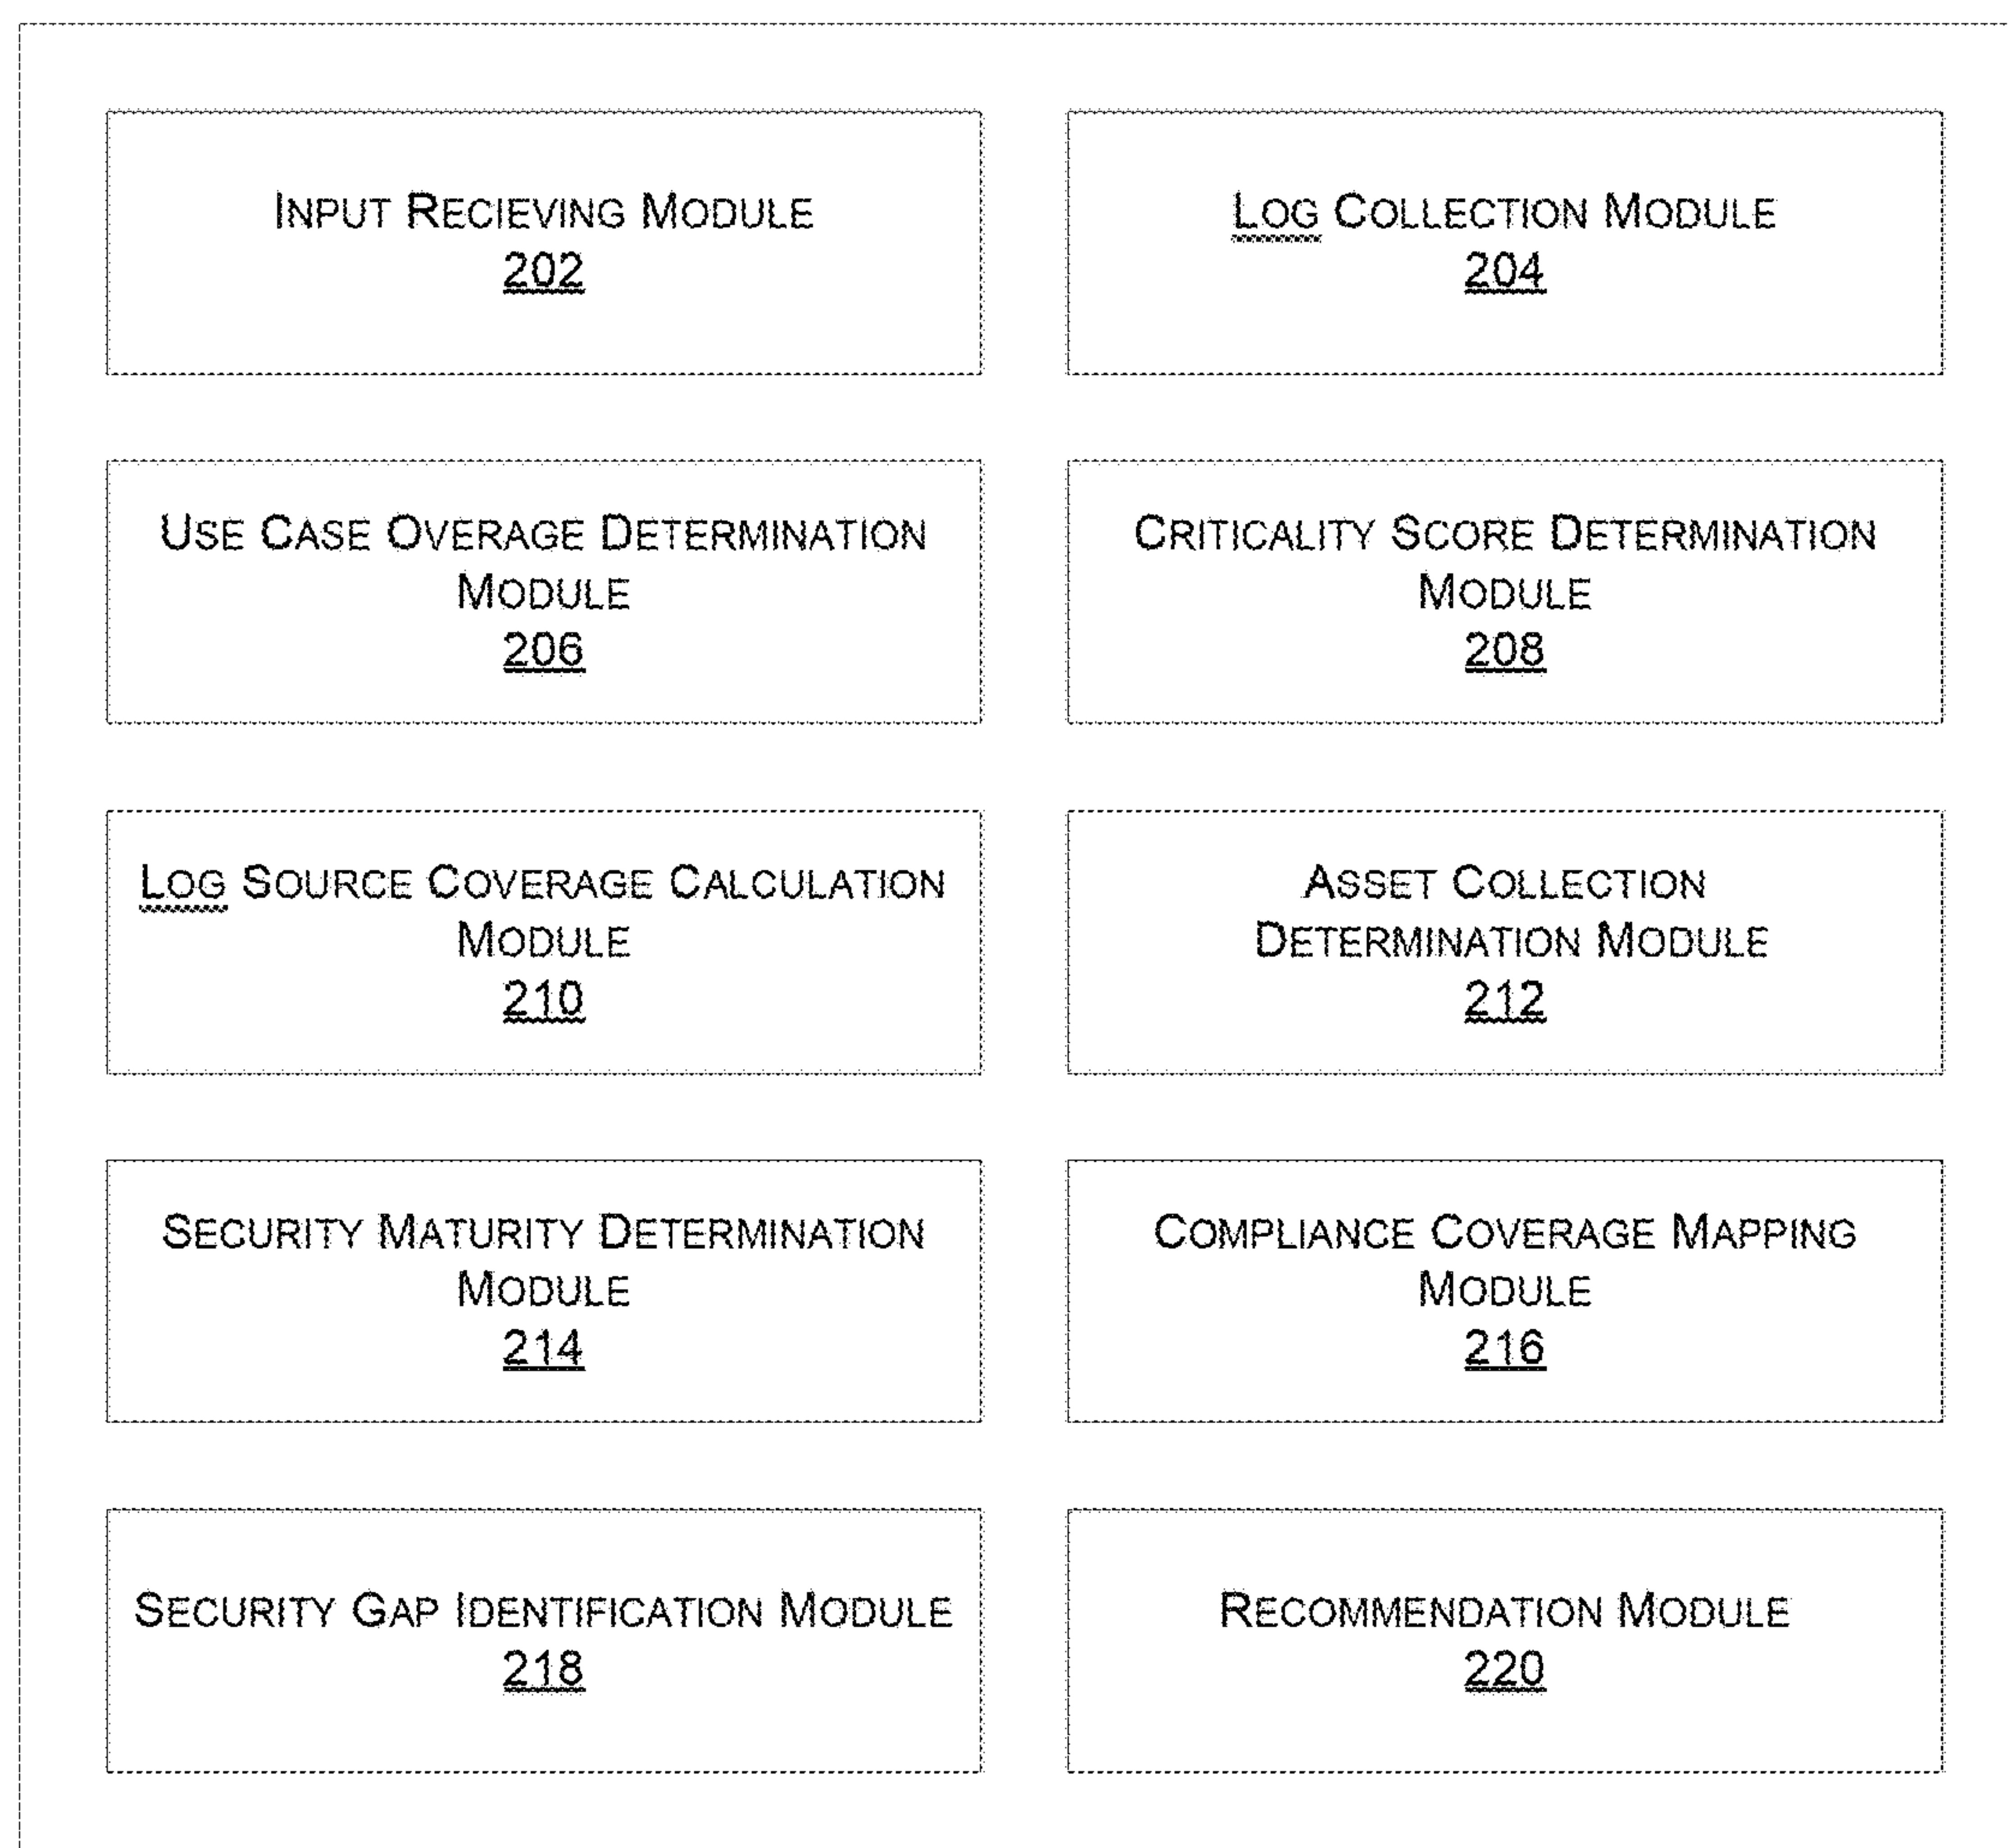 INPUT RECIEVING MODULE
202
LOG COLLECTION MODULE
204
USE CASE OVERAGE DETERMINATION
MODULE
206
CRITICALITY SCORE DETERMINATION
MODULE
208
LOG SOURCE COVERAGE CALCULATION
MODULE
210
ASSET COLLECTION
DETERMINATION MODULE
212
SECURITY MATURITY DETERMINATION
MODULE
214
COMPLIANCE COVERAGE MAPPING
MODULE
216
SECURITY GAP IDENTIFICATION MODULE
218
RECOMMENDATION MODULE
220